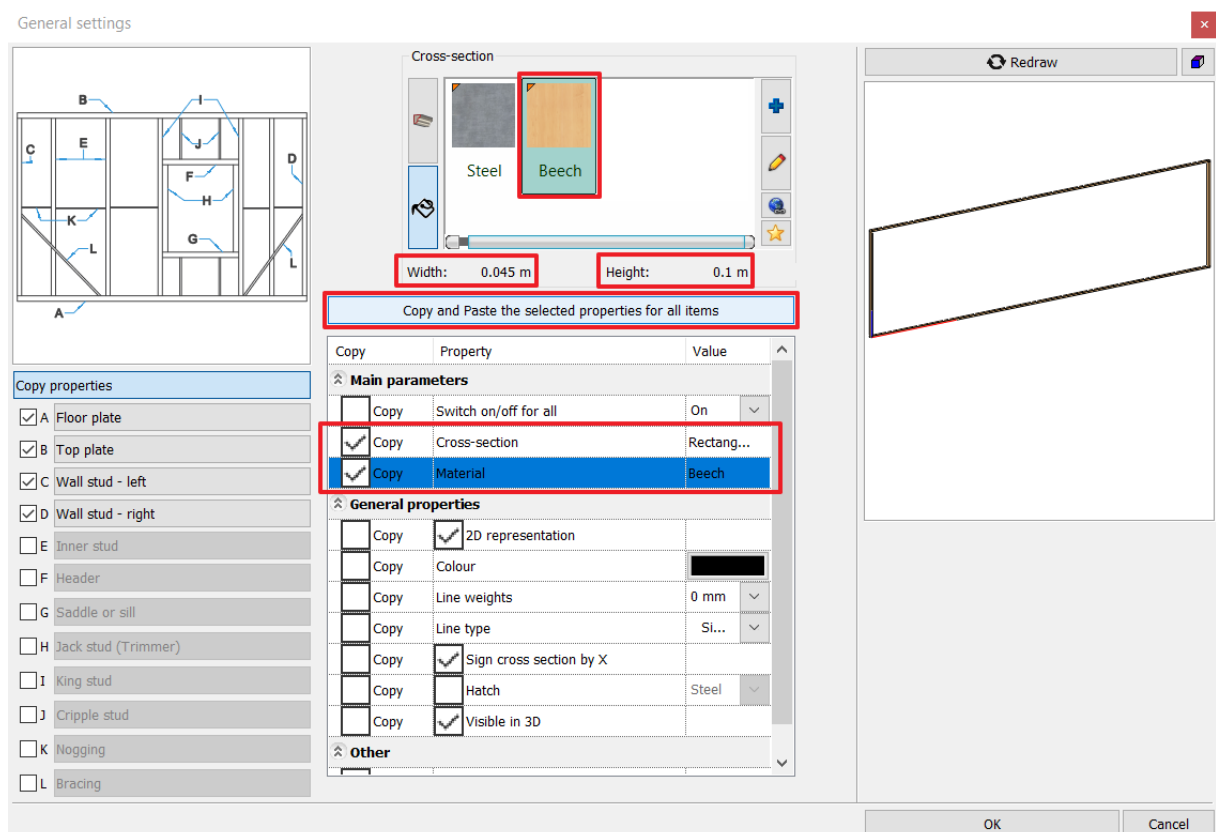 General settings
×
B
I
C
E
J
D
F
H
K
G
L
L
A
Cross-section
Steel
Beech
Width: 0.045 m
Height: 0.1 m
Copy and Paste the selected properties for all items
Redraw
Copy properties
A Floor plate
B Top plate
C Wall stud - left
D Wall stud - right
E Inner stud
F Header
G Saddle or sill
H Jack stud (Trimmer)
I King stud
J Cripple stud
K Nogging
L Bracing
Copy Property Value
Main parameters
Copy Switch on/off for all On
Copy Cross-section Rectang...
Copy Material Beech
General properties
Copy 2D representation
Copy Colour
Copy Line weights 0 mm
Copy Line type Si...
Copy Sign cross section by X
Copy Hatch Steel
Copy Visible in 3D
Other
OK
Cancel